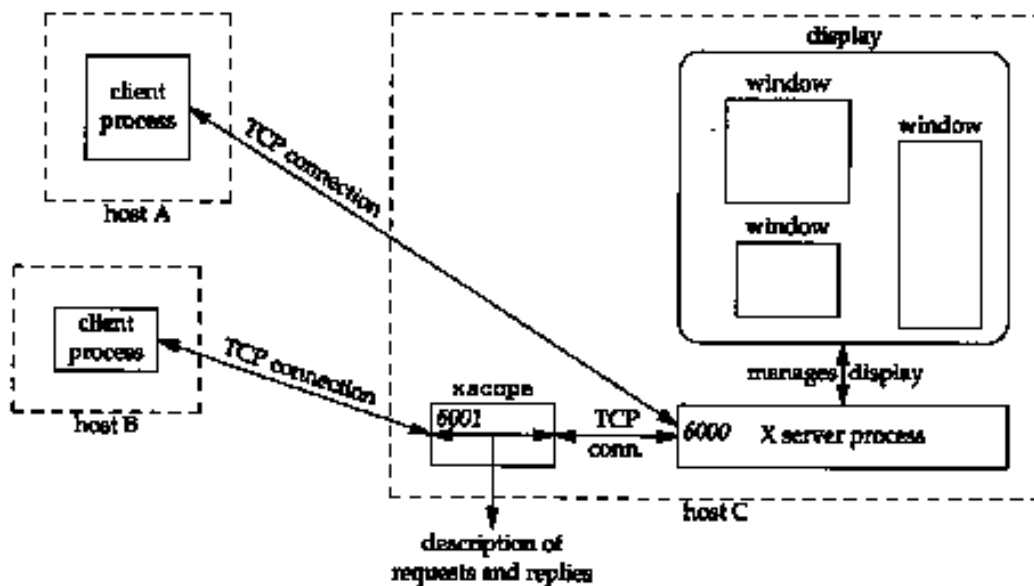 display
client
process
window
window
TCP connection
host A
window
client
process
TCP connection
manages display
xscope
6001
TCP
conn.
6000
X server process
host B
host C
description of
requests and replies